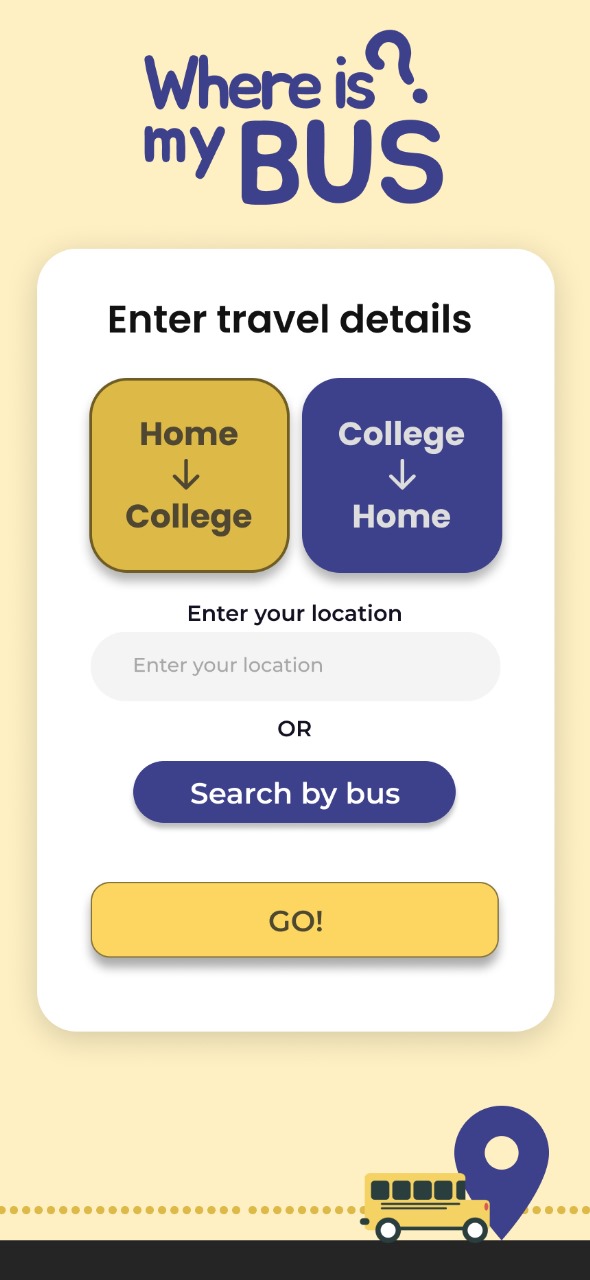 Where is?
my BUS
Enter travel details
Home
↓
College
College
↓
Home
Enter your location
Enter your location
OR
Search by bus
GO!